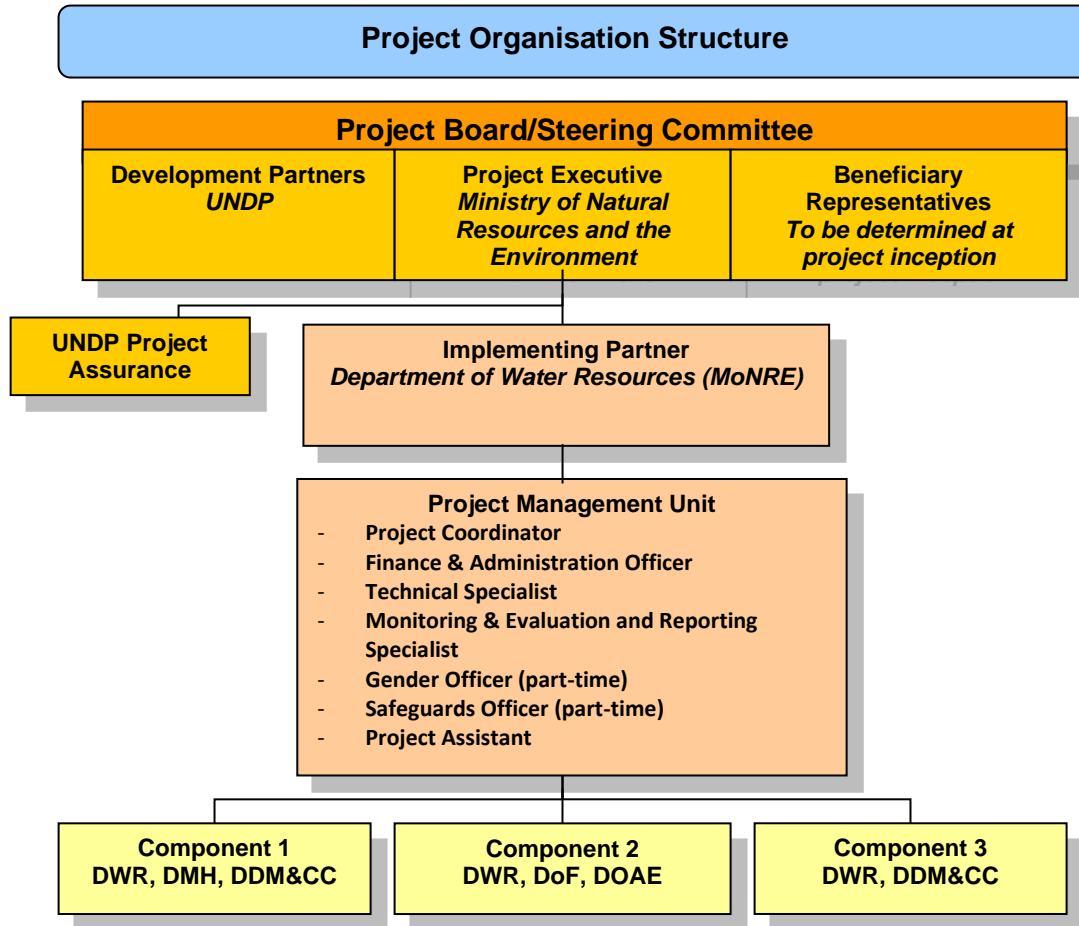 Project Organisation Structure
Project Board/Steering Committee
Development Partners
UNDP
Project Executive
Ministry of Natural
Resources and the
Environment
Beneficiary
Representatives
To be determined at
project inception
UNDP Project
Assurance
Implementing Partner
Department of Water Resources (MoNRE)
Project Management Unit
- Project Coordinator
- Finance & Administration Officer
- Technical Specialist
- Monitoring & Evaluation and Reporting
Specialist
- Gender Officer (part-time)
- Safeguards Officer (part-time)
- Project Assistant
Component 1
DWR, DMH, DDM&CC
Component 2
DWR, DoF, DOAE
Component 3
DWR, DDM&CC